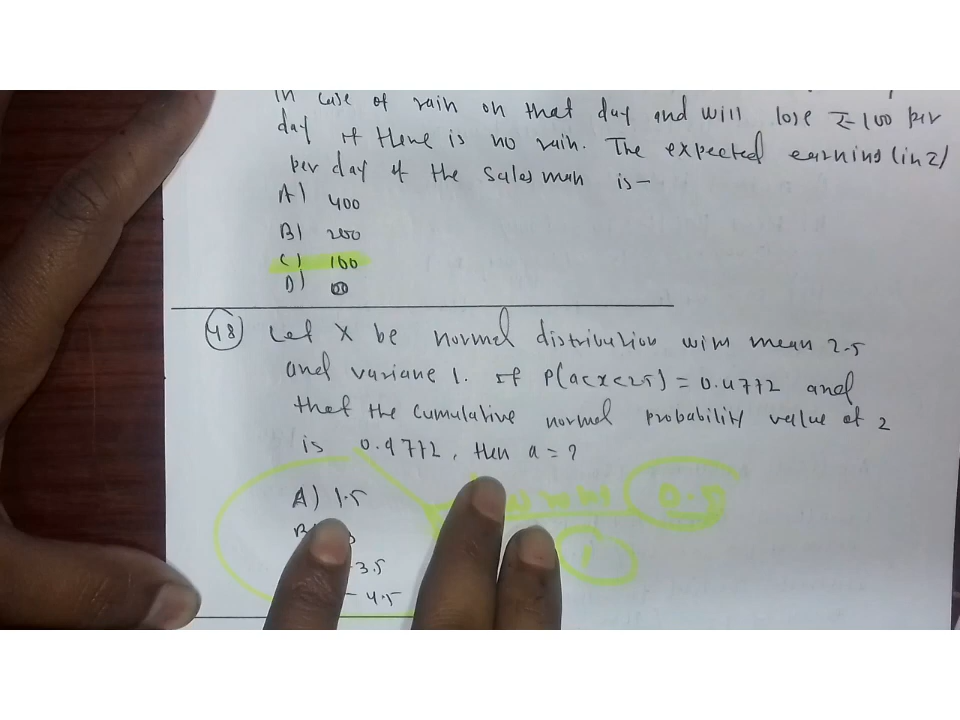 in case of rain on that day and will lose ₹100 per
day if there is no rain. The expected earning (in ₹)
per day of the sales man is-
A) 400
B) 200
C) 100
D)
48 Let X be normal distribution with mean 2.5
and variane 1. If P(a<x<2.5) = 0.4772 and
that the cumulative normal probability value at 2
is 0.9772, then a = ?
A) 1.5
B)
-3.5
- 4.5
0.5
1